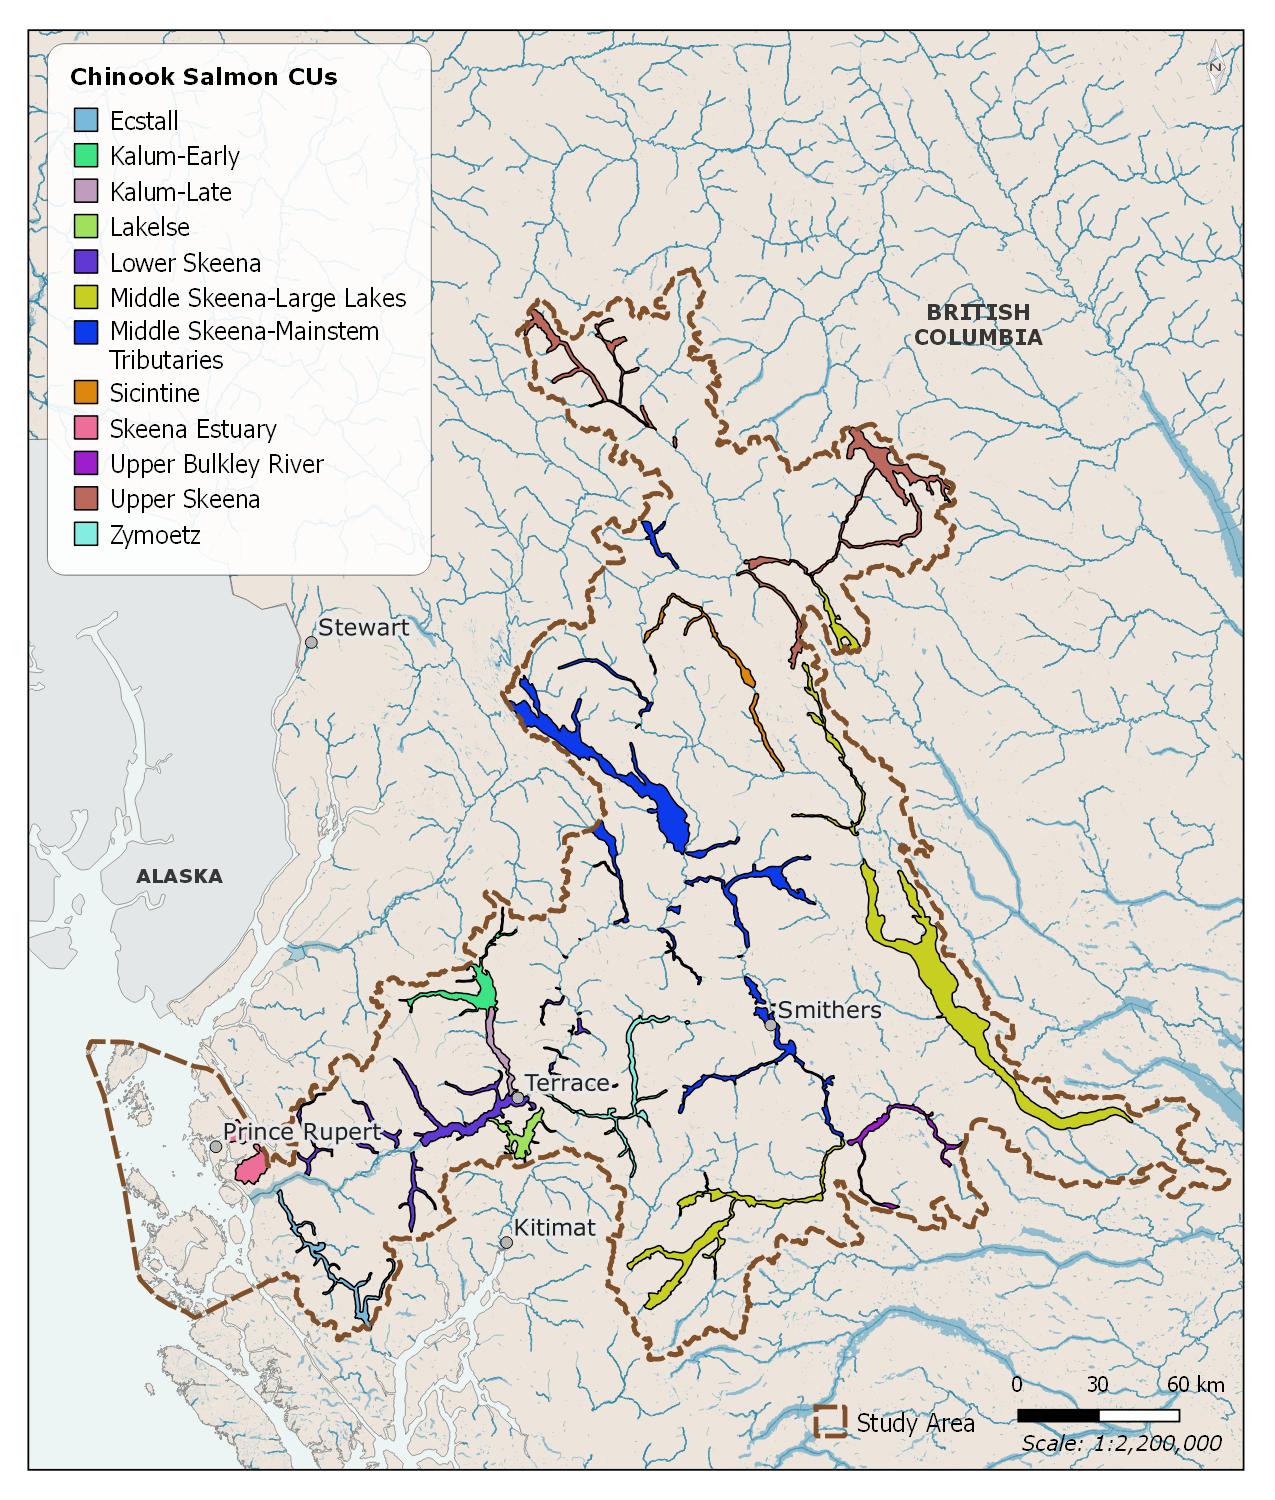 Chinook Salmon CUs
Ecstall
Kalum-Early
Kalum-Late
Lakelse
Lower Skeena
Middle Skeena-Large Lakes
Middle Skeena-Mainstem
Tributaries
Sicintine
Skeena Estuary
Upper Bulkley River
Upper Skeena
Zymoetz
N
BRITISH
COLUMBIA
Stewart
ALASKA
Smithers
Terrace
Prince Rupert
Kitimat
0 30 60 km
Study Area
Scale: 1:2,200,000